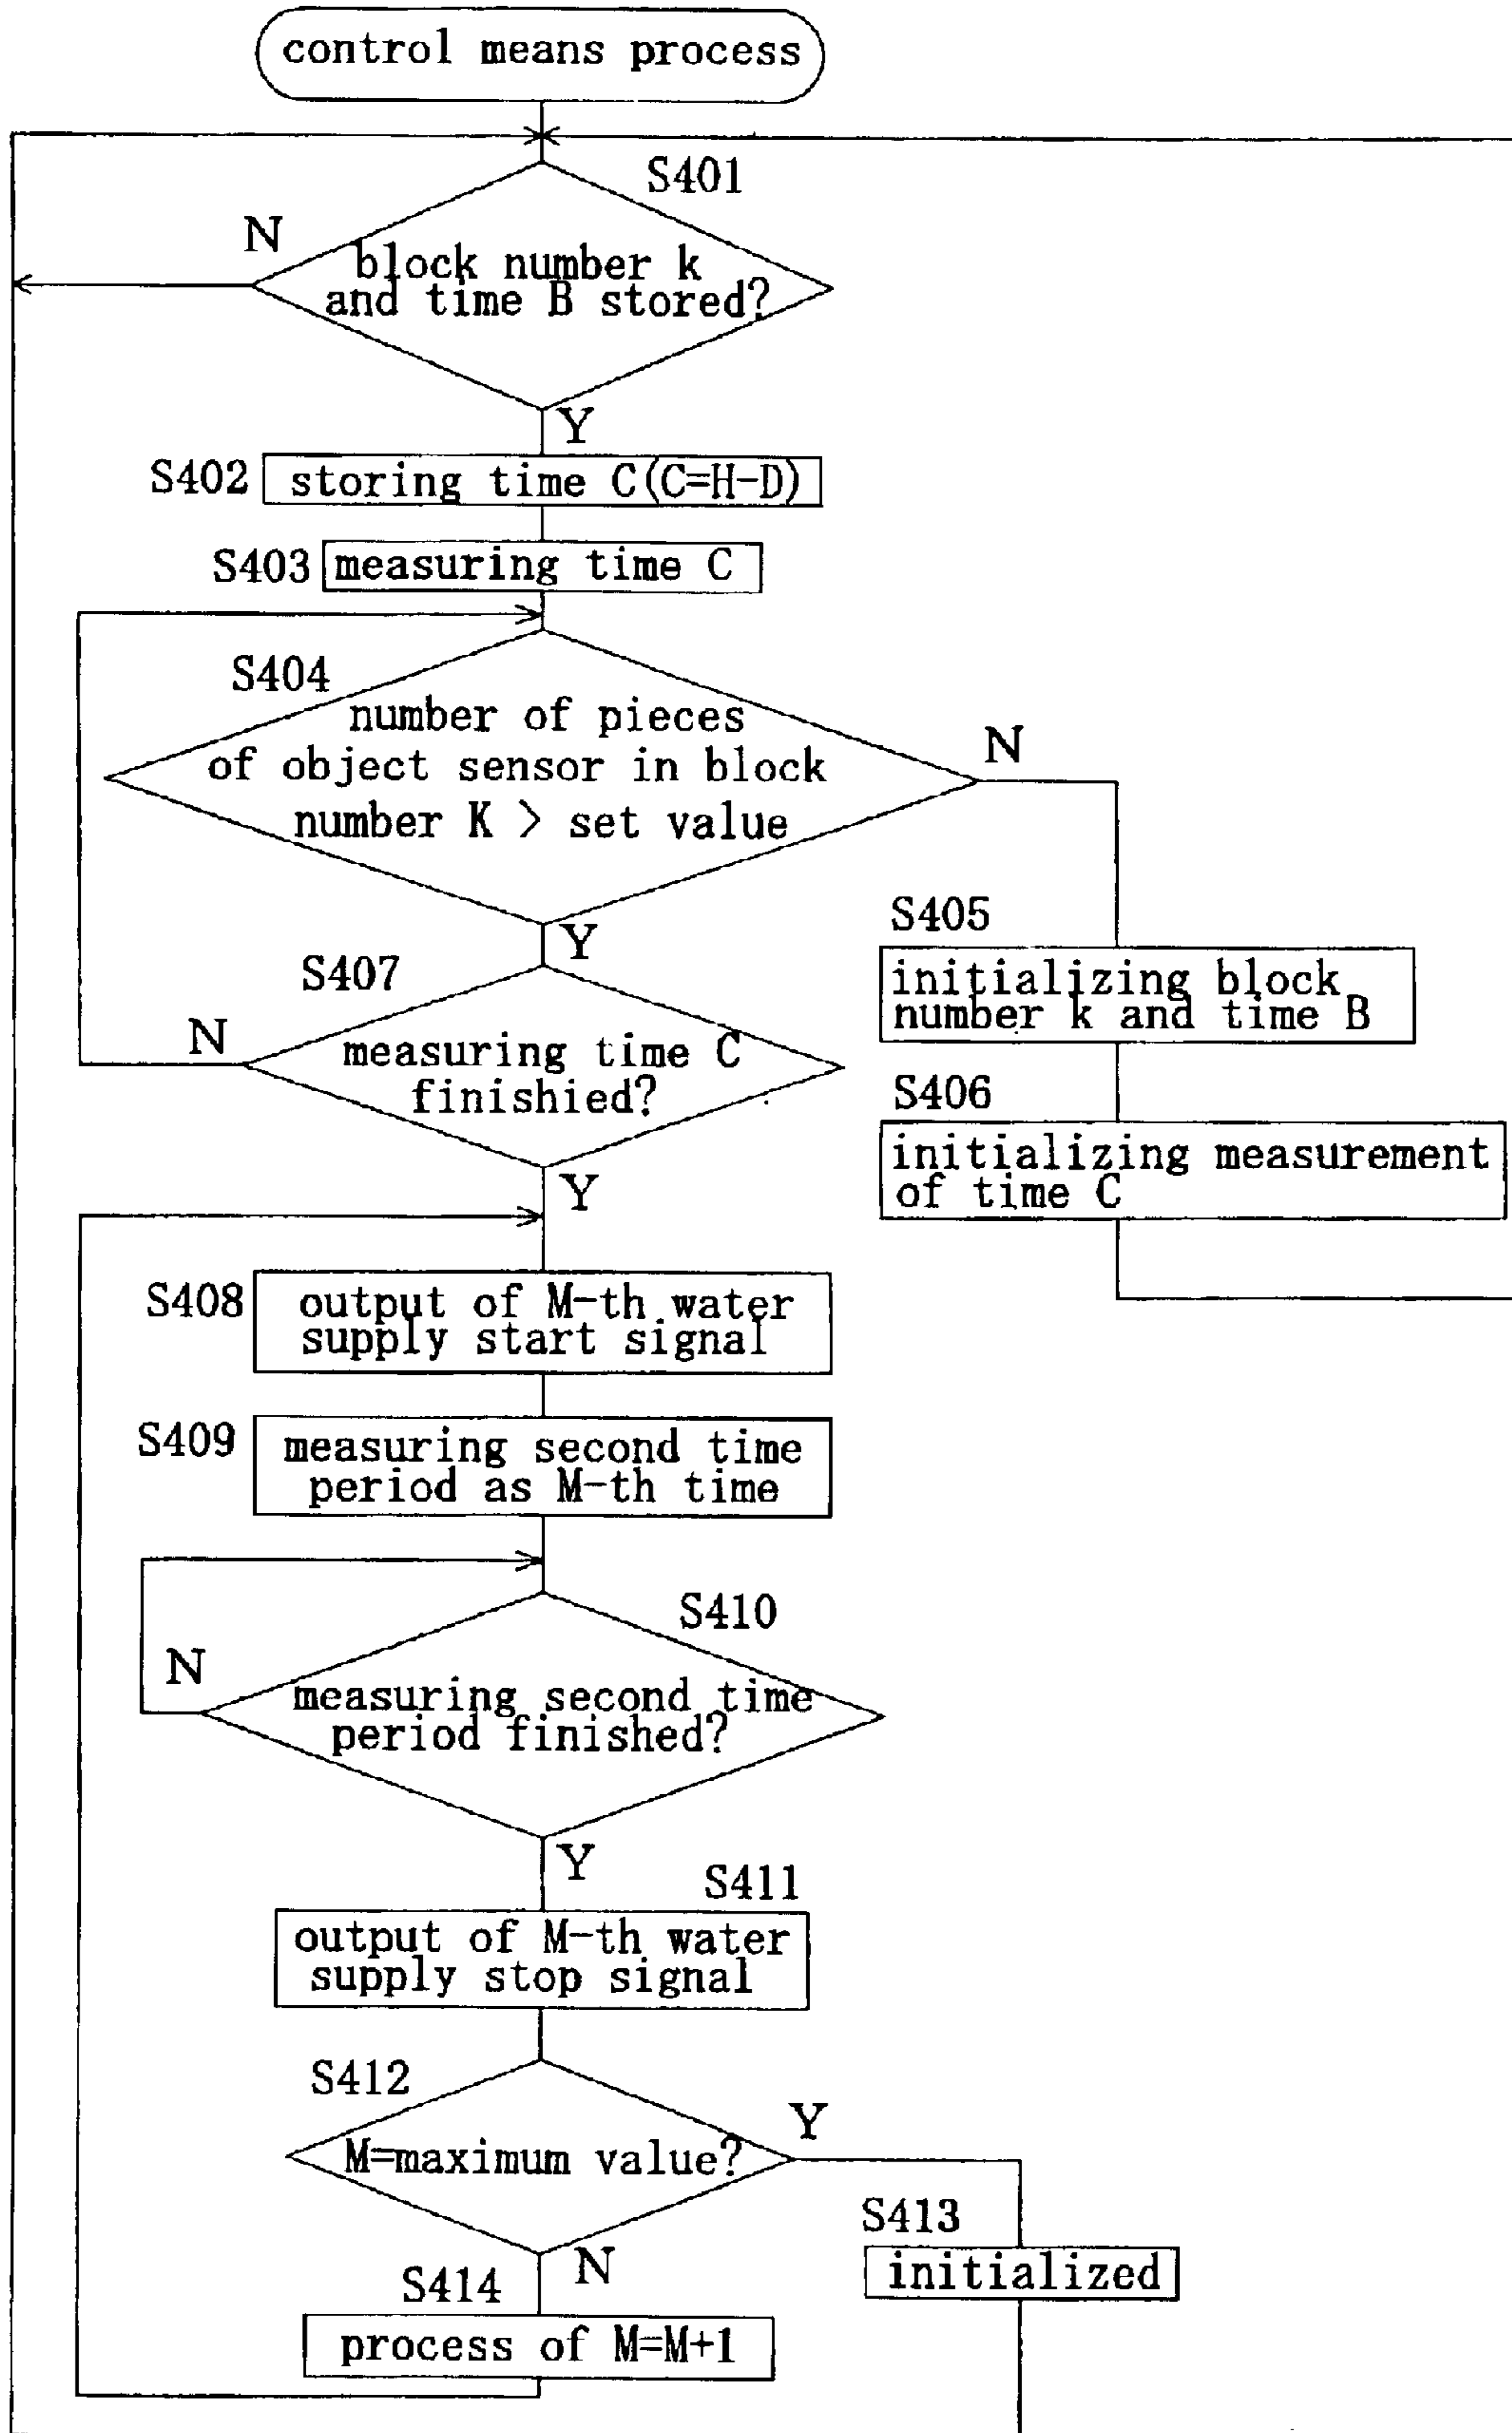 control means process
S401
N
block number k
and time B stored?
Y
S402
storing time C(C=H-D)
S403
measuring time C
S404
number of pieces
of object sensor in block
number K > set value
N
Y
S405
initializing block
number k and time B
S407
N
measuring time C
finishied?
S406
initializing measurement
of time C
Y
S408
output of M-th water
supply start signal
S409
measuring second time
period as M-th time
S410
N
measuring second time
period finished?
Y
S411
output of M-th water
supply stop signal
S412
Y
M=maximum value?
S413
initialized
N
S414
process of M=M+1